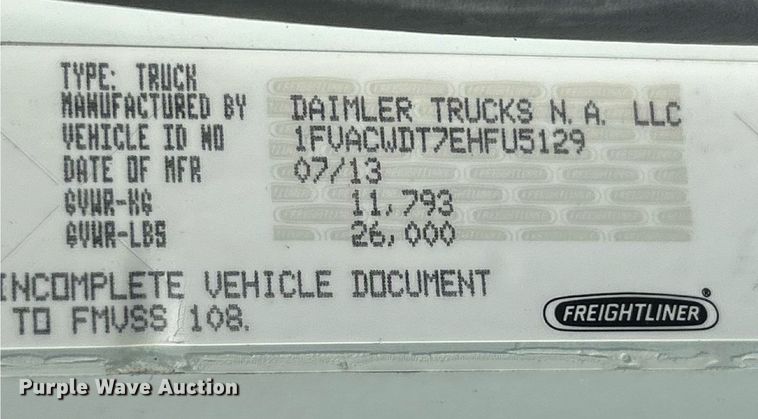 TYPE: TRUCK
MANUFACTURED BY DAIMLER TRUCKS N.A. LLC
VEHICLE ID NO 1FVACWDT7EHFU5129
DATE OF MFR 07/13
GVWR-KG 11,793
GVWR-LBS 26,000
INCOMPLETE VEHICLE DOCUMENT
TO FMVSS 108.
FREIGHTLINER®
Purple Wave Auction